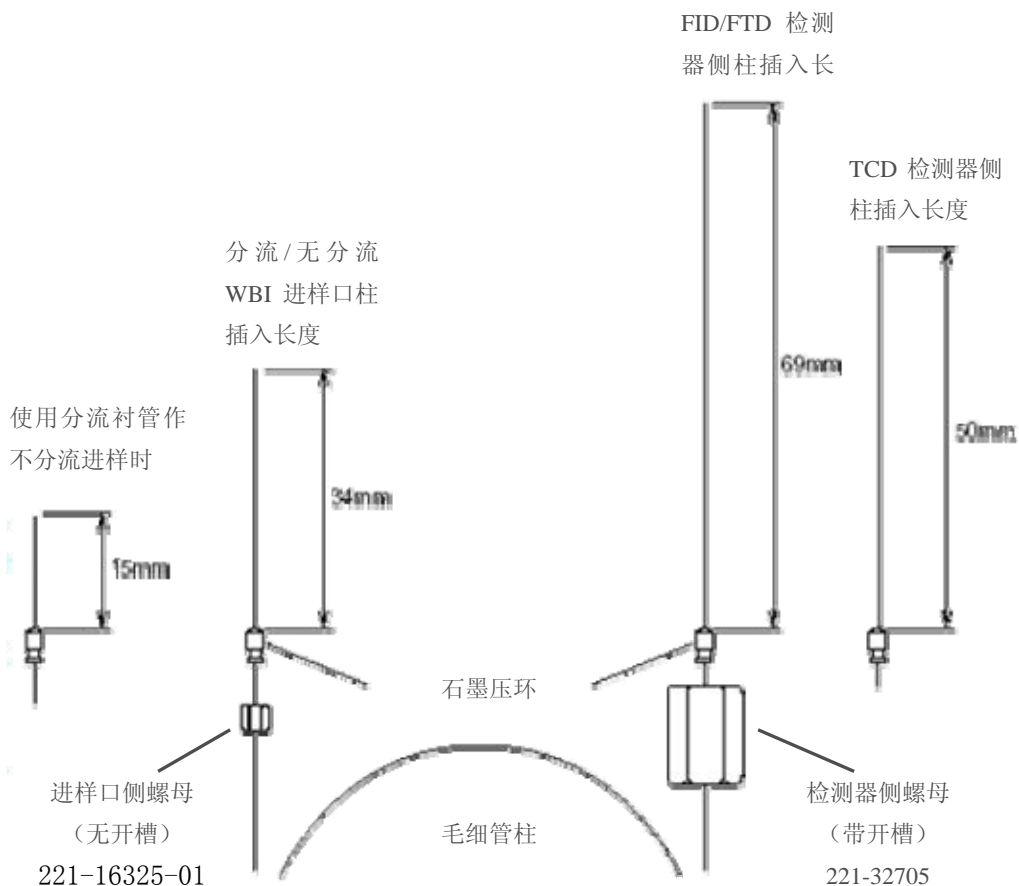 FID/FTD 检测
器侧柱插入长
TCD 检测器侧
柱插入长度
分流/无分流
WBI 进样口柱
插入长度
69mm
使用分流衬管作
不分流进样时
50mm
34mm
15mm
石墨压环
进样口侧螺母
（无开槽）
221-16325-01
毛细管柱
检测器侧螺母
（带开槽）
221-32705